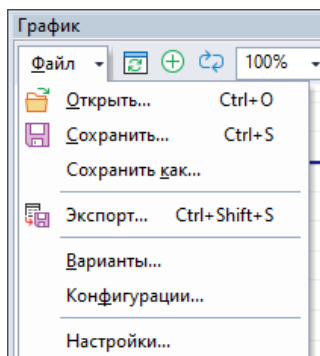 График
Файл 100%
Открыть... Ctrl+O
Сохранить... Ctrl+S
Сохранить как...
Экспорт... Ctrl+Shift+S
Варианты...
Конфигурации...
Настройки...